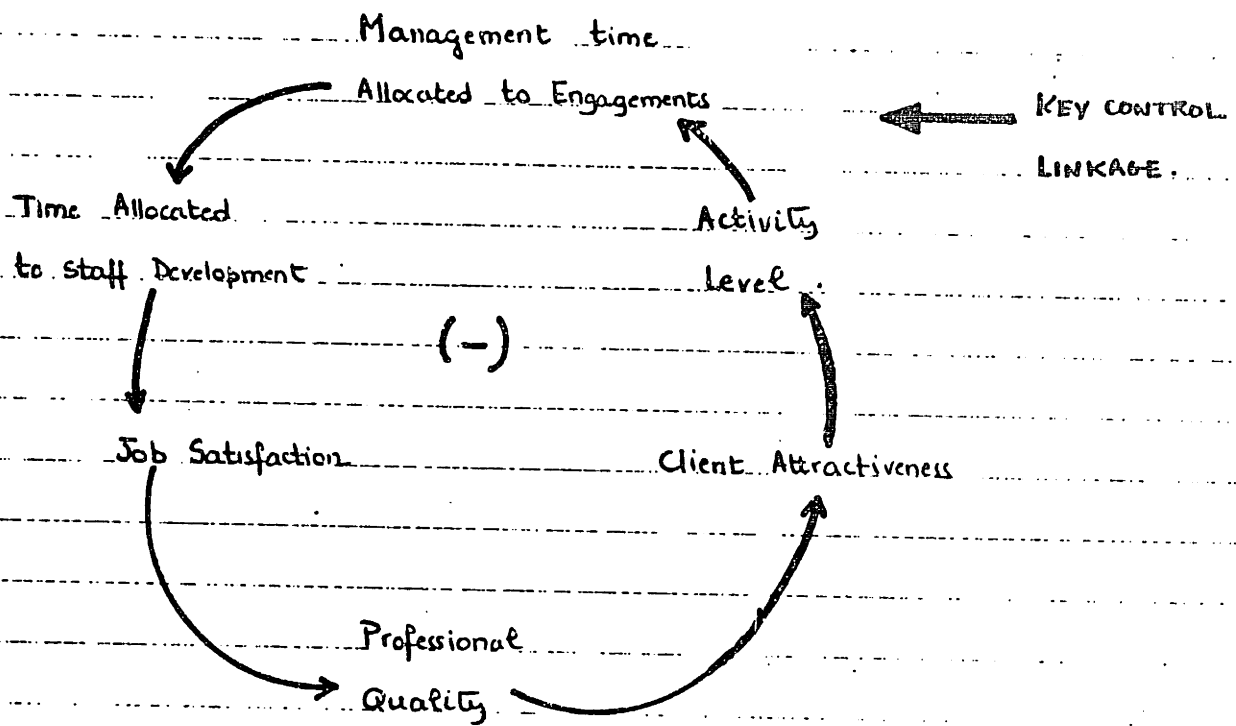 Management time
Allocated to Engagements
KEY CONTROL
LINKAGE.
Time Allocated
to Staff Development
Activity
Level.
(-)
Job Satisfaction
Client Attractiveness
Professional
Quality